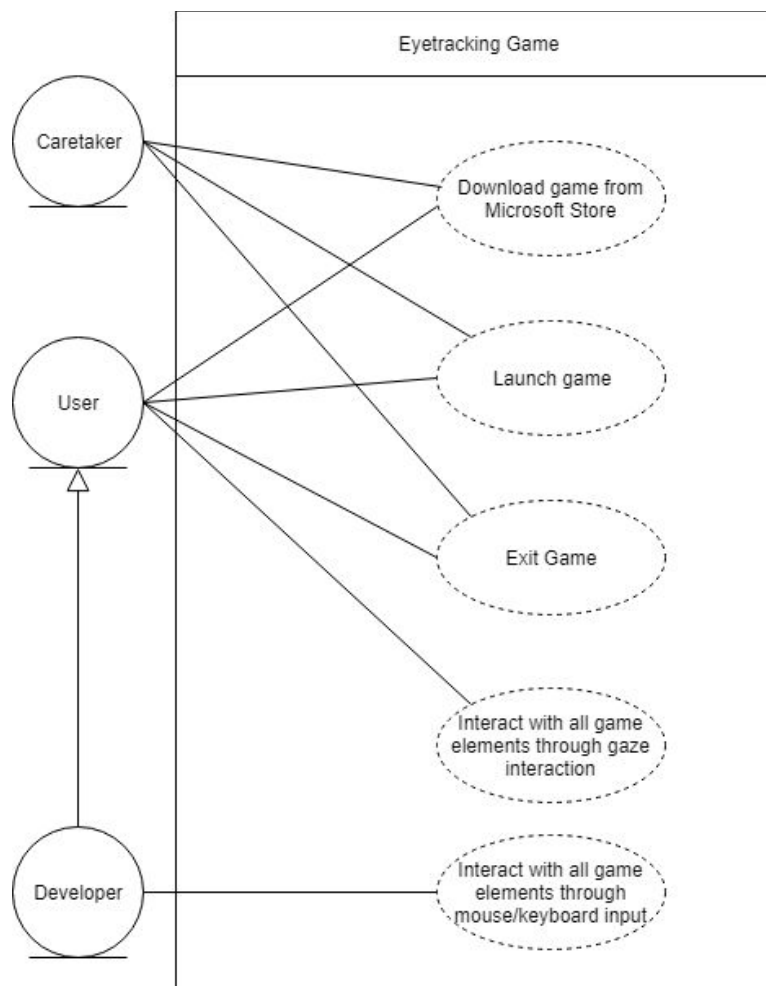 Eyetracking Game
Caretaker
Download game from
Microsoft Store
User
Launch game
Exit Game
Interact with all game
elements through gaze
interaction
Developer
Interact with all game
elements through
mouse/keyboard input